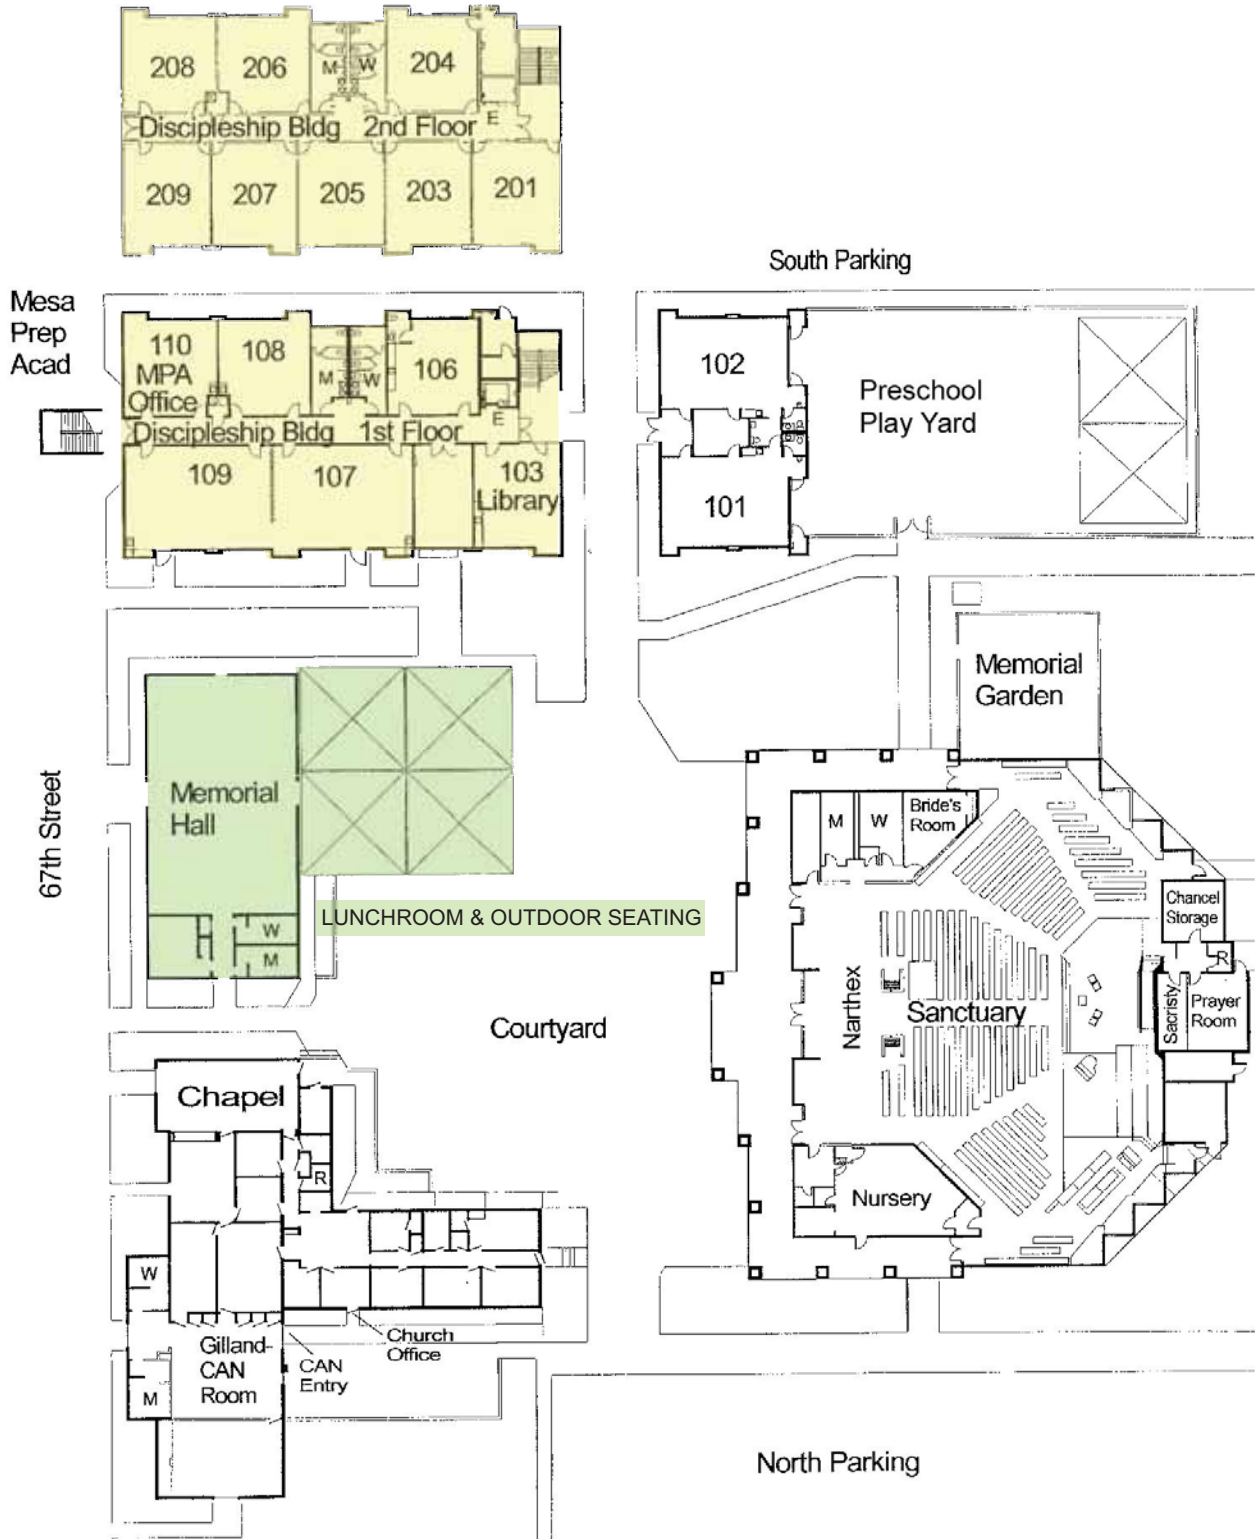 208
206
M
W
204
E
Discipleship Bldg 2nd Floor
209
207
205
203
201
South Parking
Mesa
Prep
Acad
110
MPA
Office
108
M
W
106
E
Discipleship Bldg 1st Floor
109
107
103
Library
102
101
Preschool
Play Yard
Memorial
Garden
67th Street
Memorial
Hall
W
M
LUNCHROOM & OUTDOOR SEATING
Courtyard
M
W
Bride's
Room
Narthex
Sanctuary
Chancel
Storage
R
Sacristy
Prayer
Room
Nursery
Chapel
R
W
Gilland-
CAN
Room
M
CAN
Entry
Church
Office
North Parking